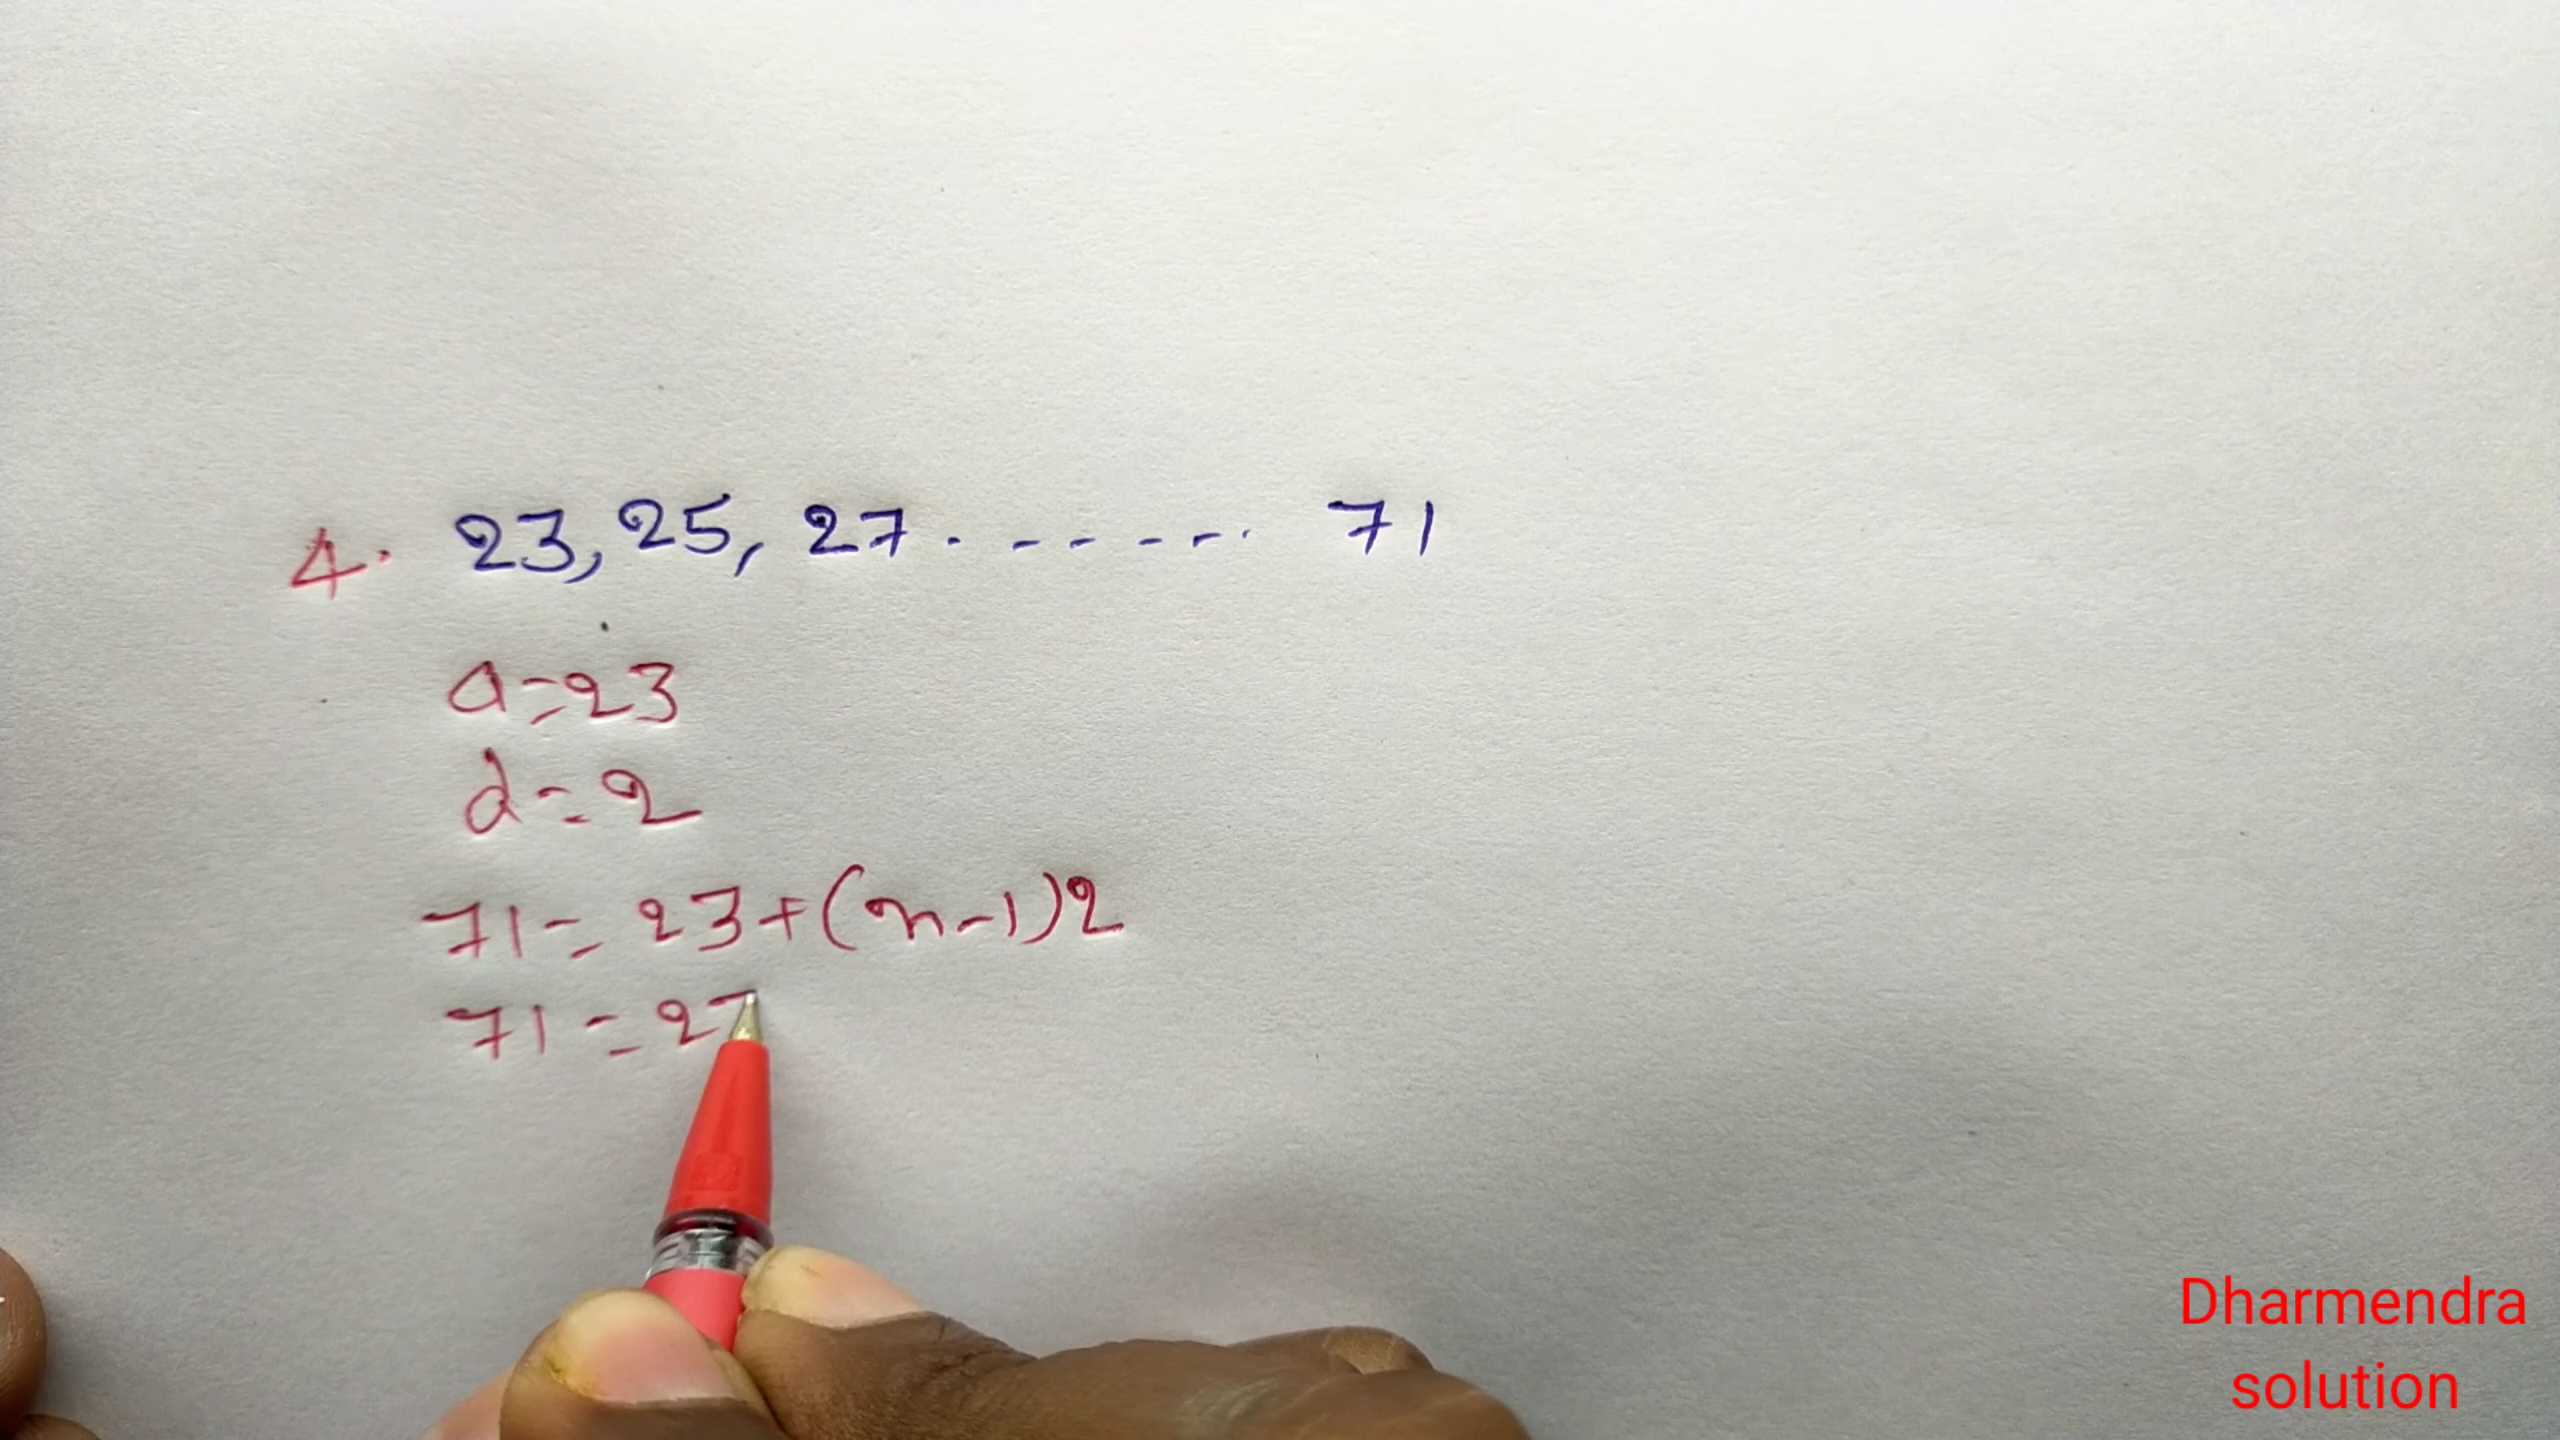 4. 23, 25, 27 . - - - - - . 71
a=23
d=2
71=23+(n-1)2
71=2
Dharmendra
solution